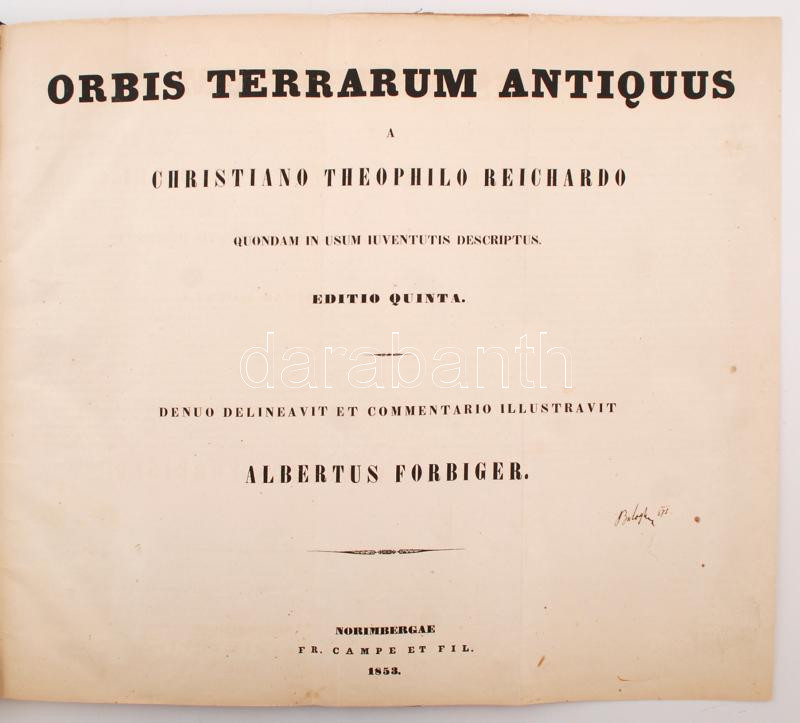 ORBIS TERRARUM ANTIQUUS
A
CHRISTIANO THEOPHILO REICHARDO
QUONDAM IN USUM IUVENTUTIS DESCRIPTUS.
EDITIO QUINTA.
darabanth
DENUO DELINEAVIT ET COMMENTARIO ILLUSTRAVIT
ALBERTUS FORBIGER.
NORIMBERGAE
FR. CAMPE ET FIL.
1853.